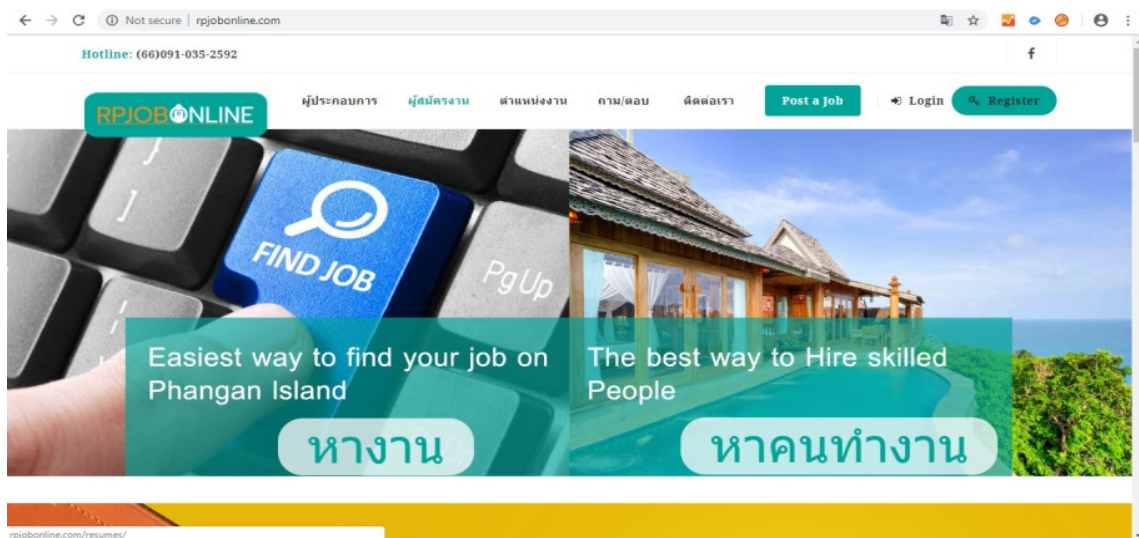 Not secure | rpjobonline.com
Hotline: (66)091-035-2592
RPJOBONLINE
ผู้ประกอบการ ผู้สมัครงาน ตำแหน่งงาน ถาม/ตอบ ติดต่อเรา Post a Job Login Register
}
]
FIND JOB
PgUp
Easiest way to find your job on
Phangan Island
หางาน
The best way to Hire skilled
People
หาคนทำงาน
rpjobonline.com/resumes/